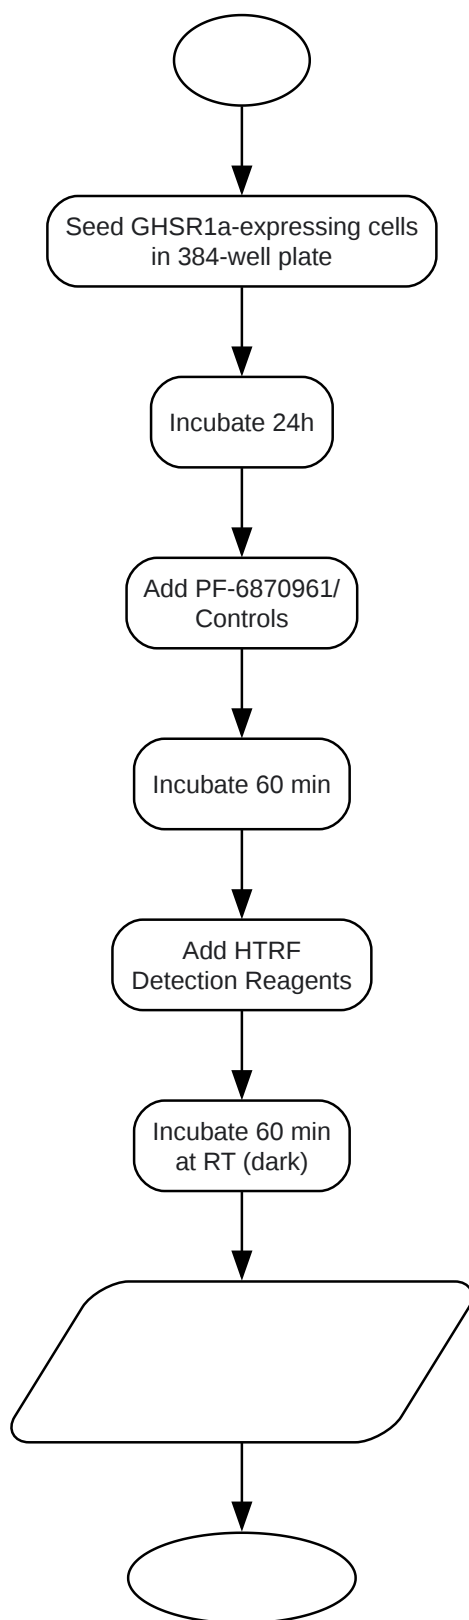 Seed GHSR1a-expressing cells
in 384-well plate
Incubate 24h
Add PF-6870961/
Controls
Incubate 60 min
Add HTRF
Detection Reagents
Incubate 60 min
at RT (dark)